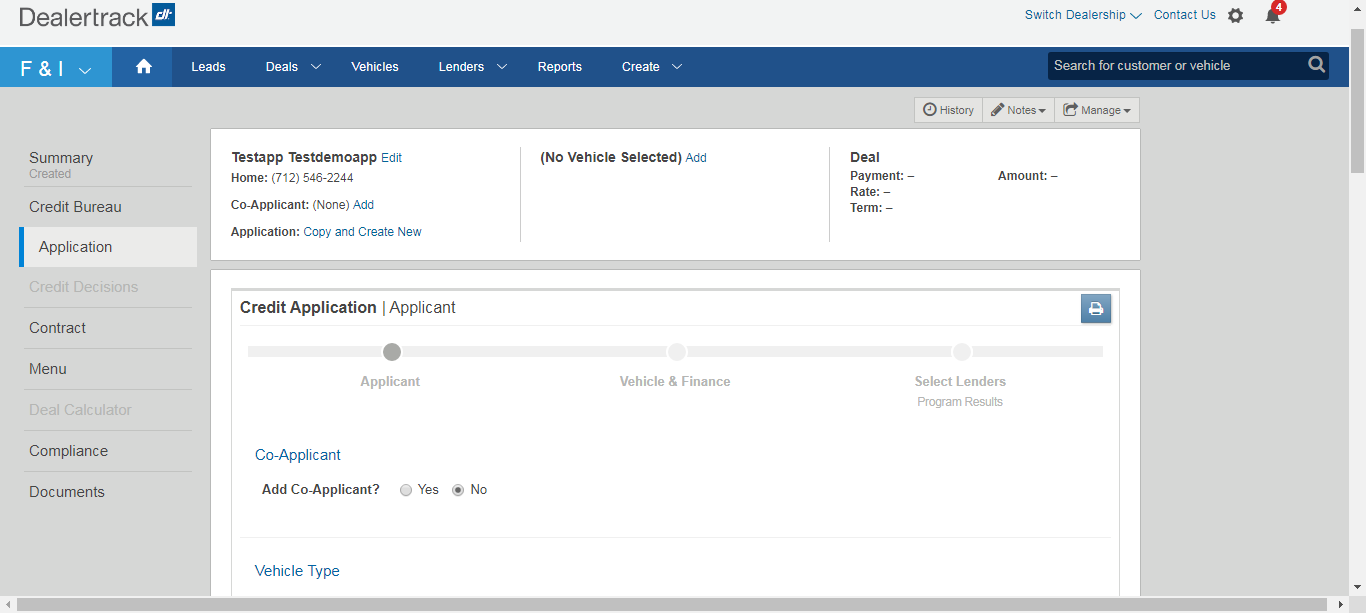 Dealertrack dt
Switch Dealership Contact Us 4
F & I Leads Deals Vehicles Lenders Reports Create Search for customer or vehicle
History Notes Manage
Summary
Created
Credit Bureau
Application
Credit Decisions
Contract
Menu
Deal Calculator
Compliance
Documents
Testapp Testdemoapp Edit
Home: (712) 546-2244
Co-Applicant: (None) Add
Application: Copy and Create New
(No Vehicle Selected) Add
Deal
Payment: – Amount: –
Rate: –
Term: –
Credit Application | Applicant
Applicant Vehicle & Finance Select Lenders
Program Results
Co-Applicant
Add Co-Applicant? Yes No
Vehicle Type